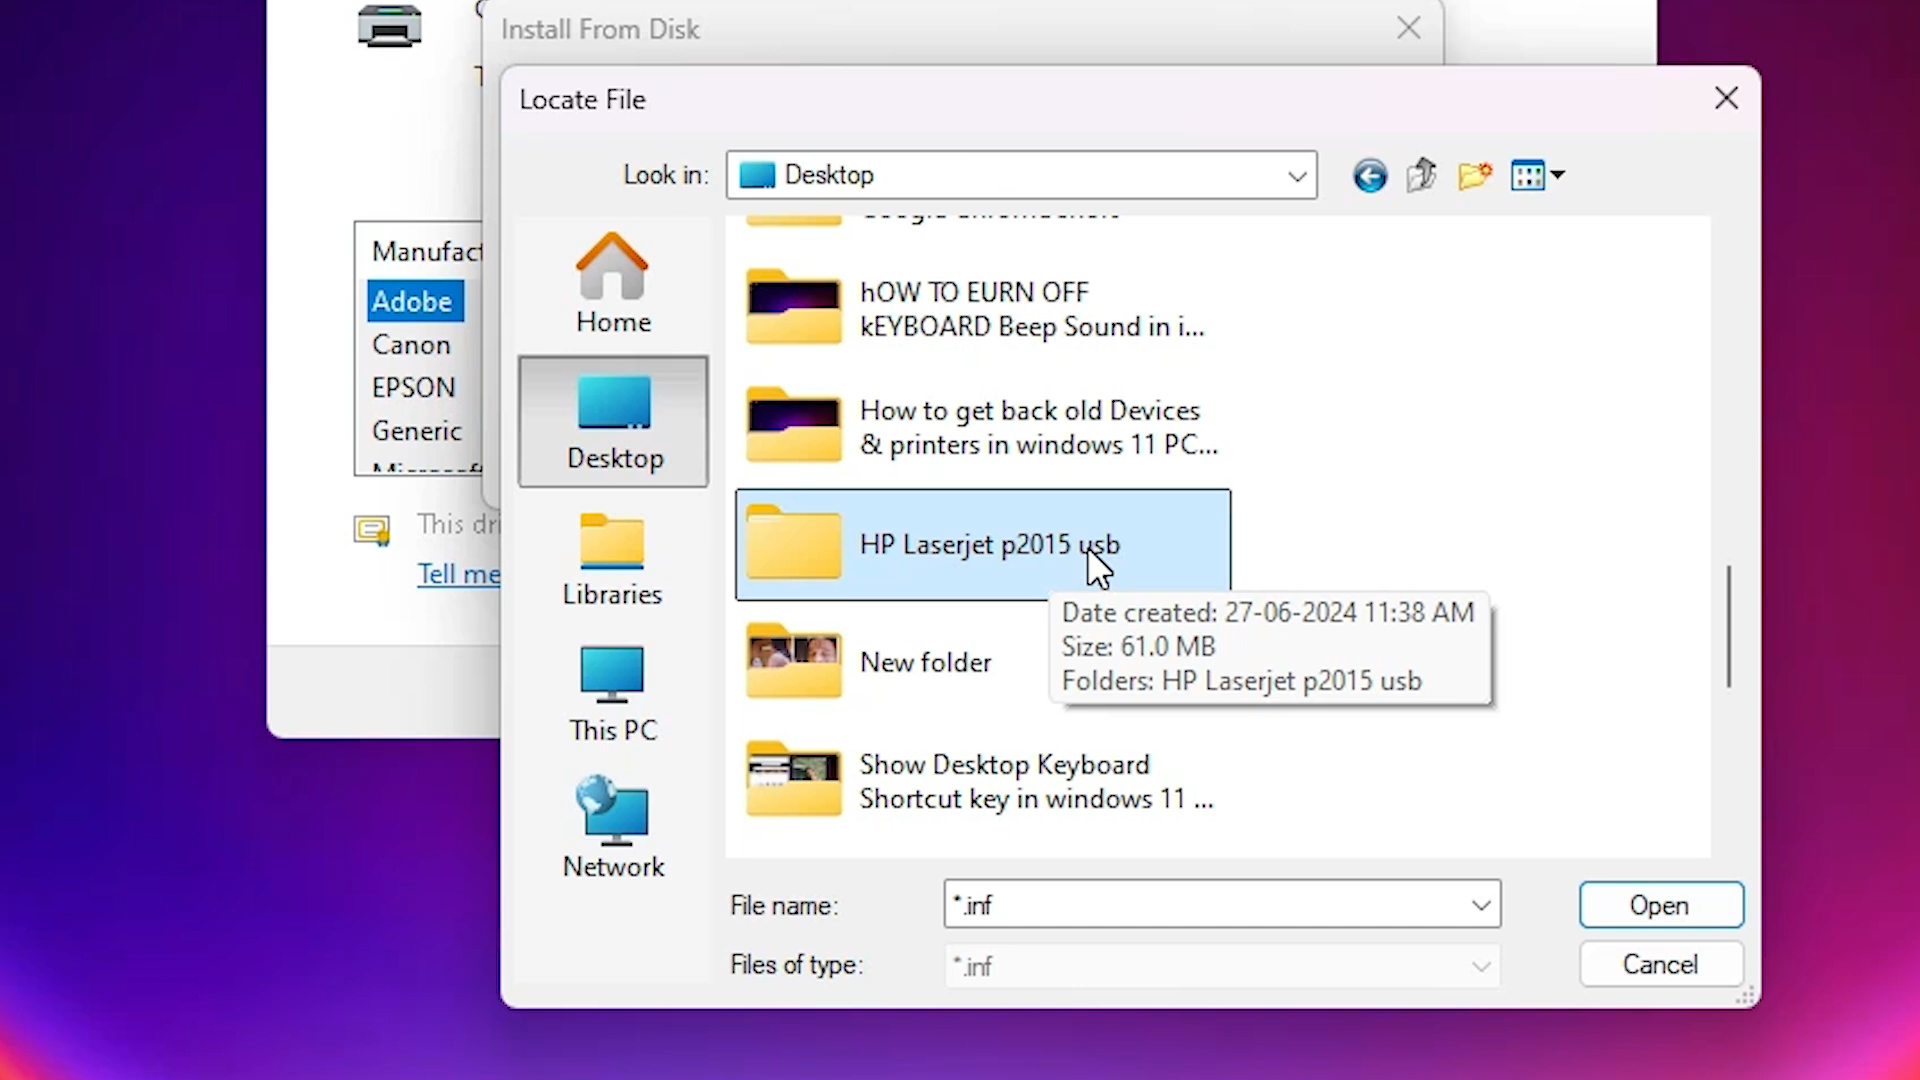 Install From Disk
Locate File
Look in:
Desktop
Manufact
Adobe
Canon
EPSON
Generic
This dri
Tell me
Home
Desktop
Libraries
This PC
Network
hOW TO EURN OFF
kEYBOARD Beep Sound in i...
How to get back old Devices
& printers in windows 11 PC...
HP Laserjet p2015 usb
Date created: 27-06-2024 11:38 AM
Size: 61.0 MB
Folders: HP Laserjet p2015 usb
New folder
Show Desktop Keyboard
Shortcut key in windows 11 ...
File name:
*.inf
Open
Files of type:
*.inf
Cancel